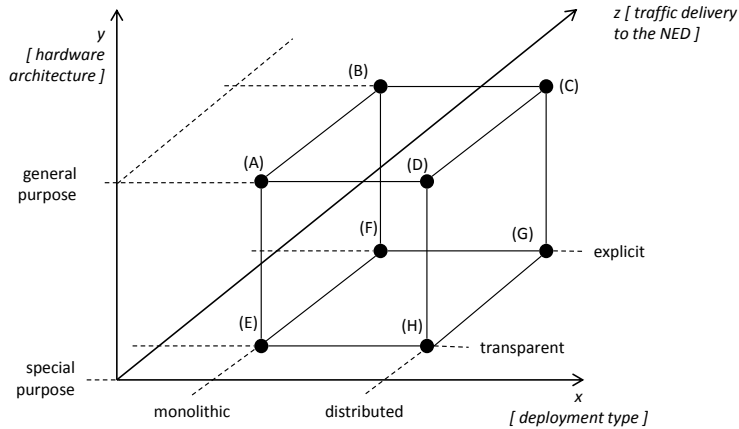 y
[ hardware
architecture ]
z [ traffic delivery
to the NED ]
(B)
(C)
(A)
(D)
general
purpose
(F)
(G)
explicit
(E)
(H)
transparent
special
purpose
monolithic
distributed
x
[ deployment type ]